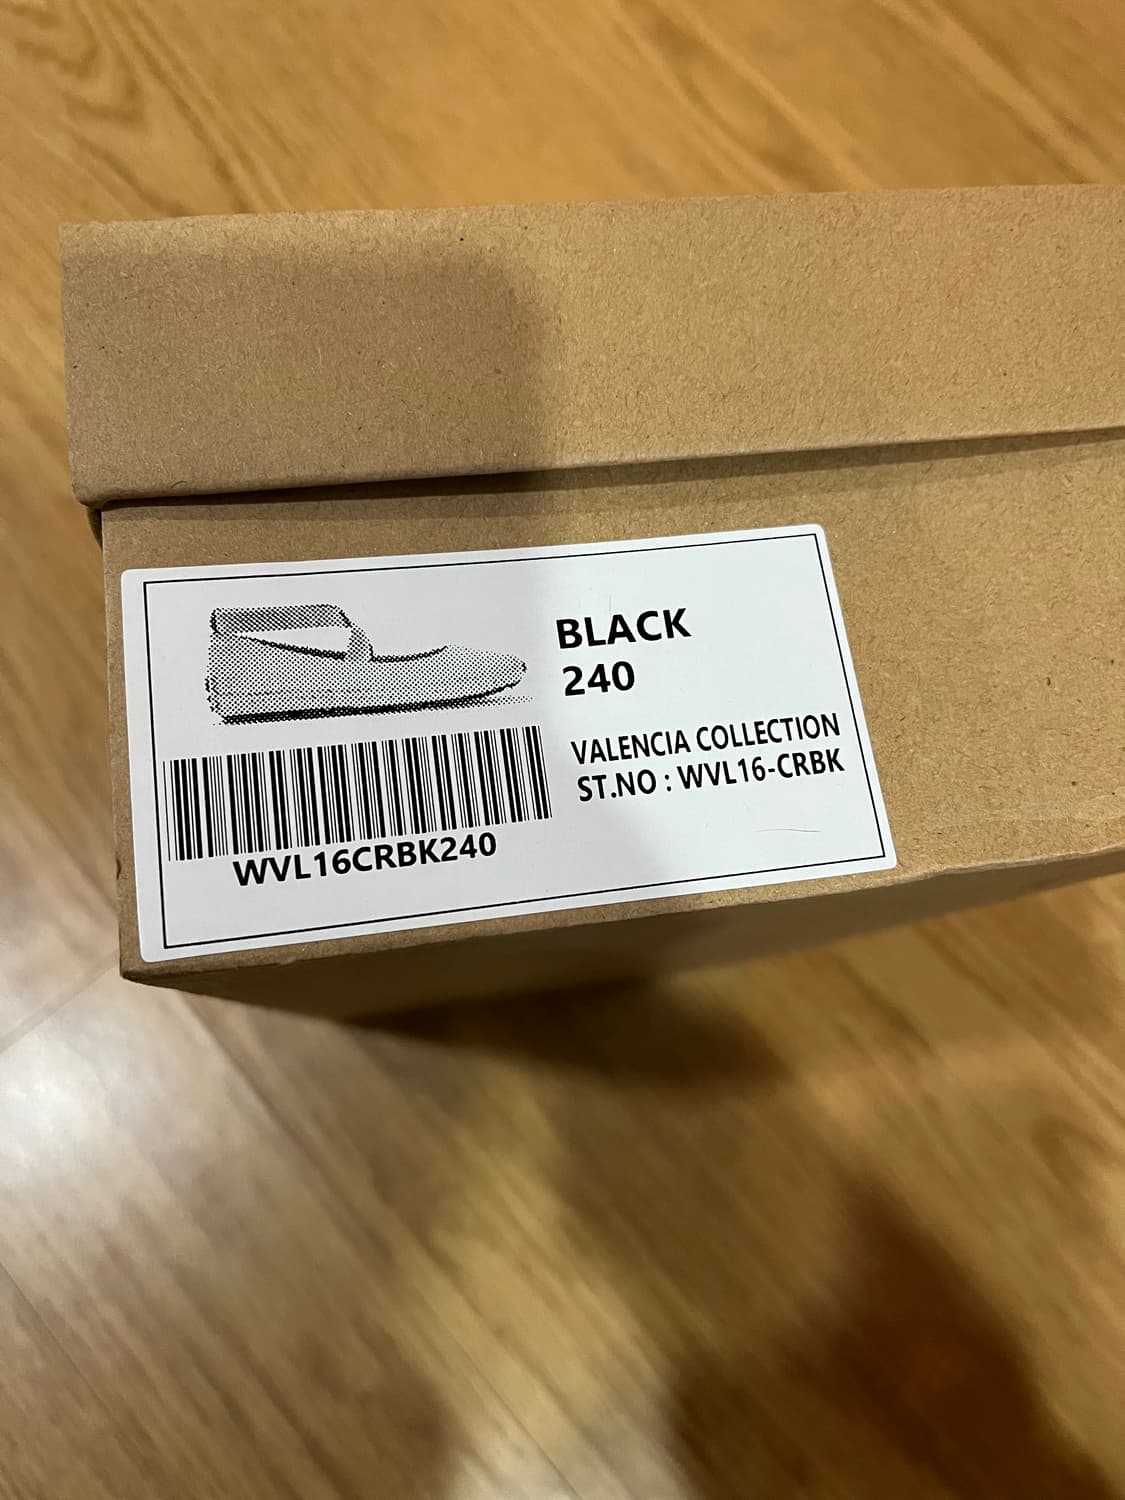 BLACK
240
VALENCIA COLLECTION
ST.NO : WVL16-CRBK
WVL16CRBK240